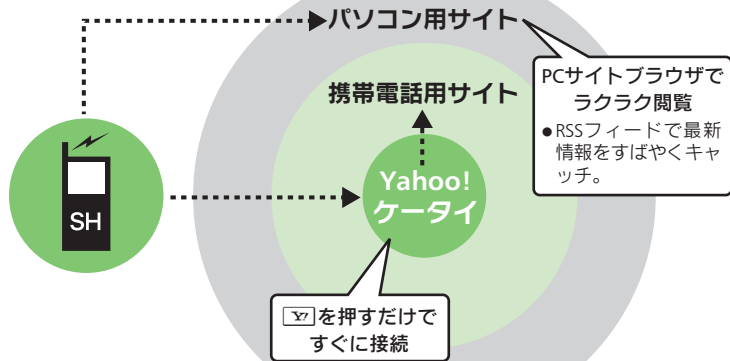 パソコン用サイト
PCサイトブラウザで
ラクラク閲覧
●RSSフィードで最新
情報をすばやくキャ
ッチ。
携帯電話用サイト
Yahoo!
ケータイ
SH
Y!を押すだけで
すぐに接続